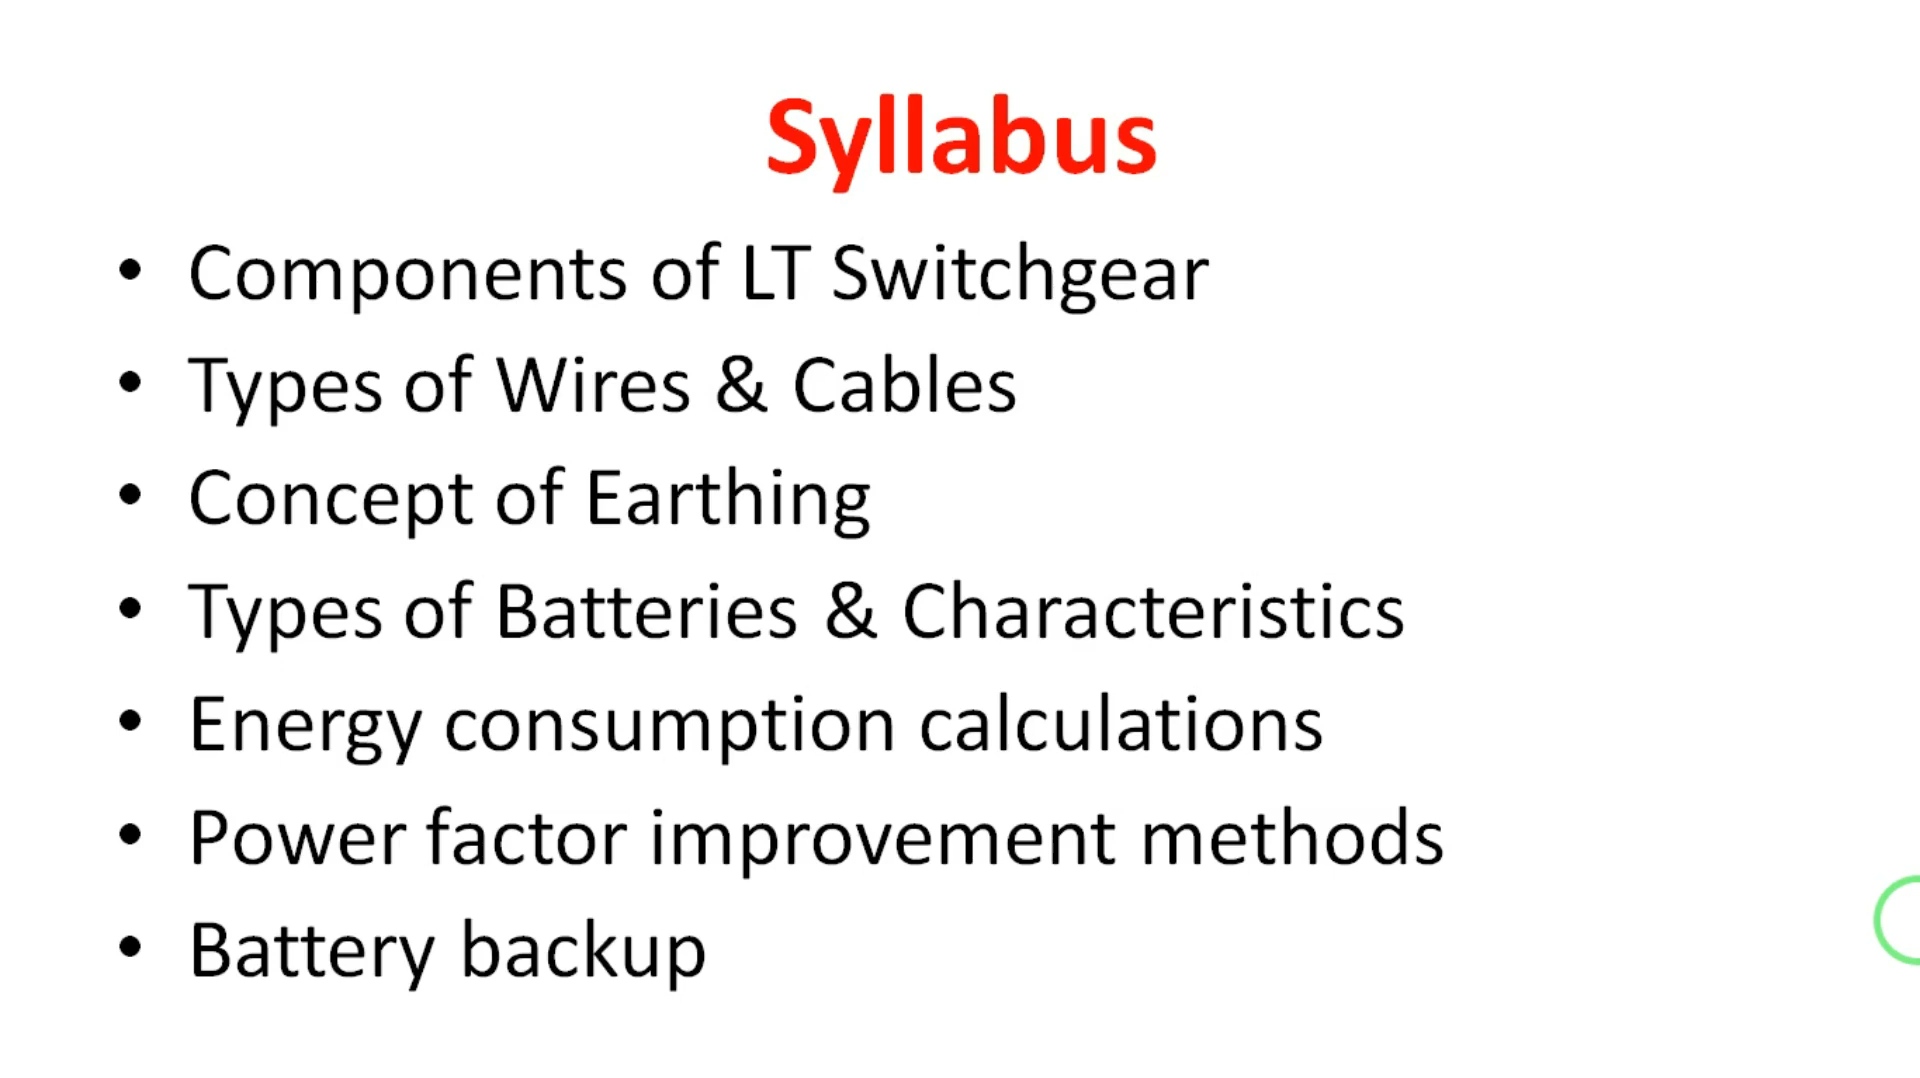 Syllabus
• Components of LT Switchgear
• Types of Wires & Cables
• Concept of Earthing
• Types of Batteries & Characteristics
• Energy consumption calculations
• Power factor improvement methods
• Battery backup